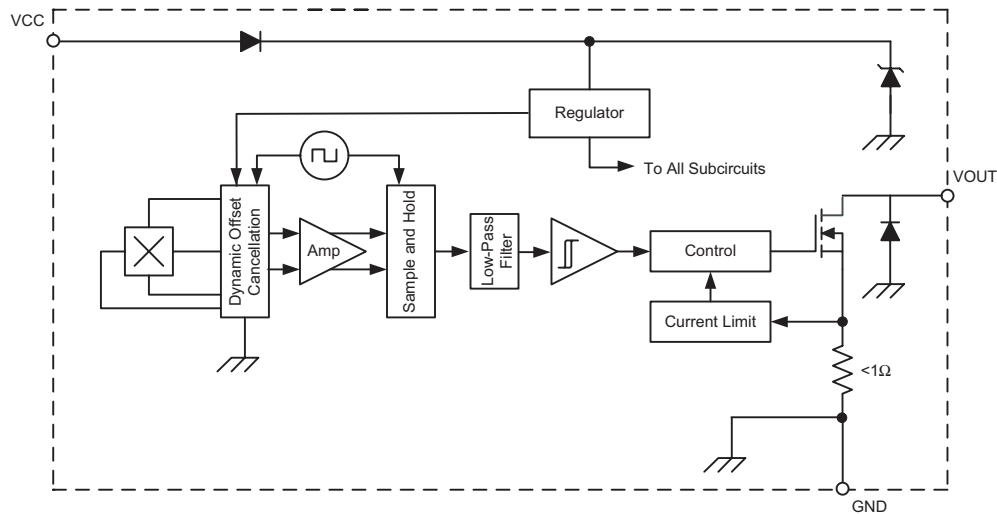 VCC
Regulator
To All Subcircuits
VOUT
Dynamic Offset
Cancellation
Amp
Sample and Hold
Low-Pass
Filter
Control
Current Limit
<1Ω
GND